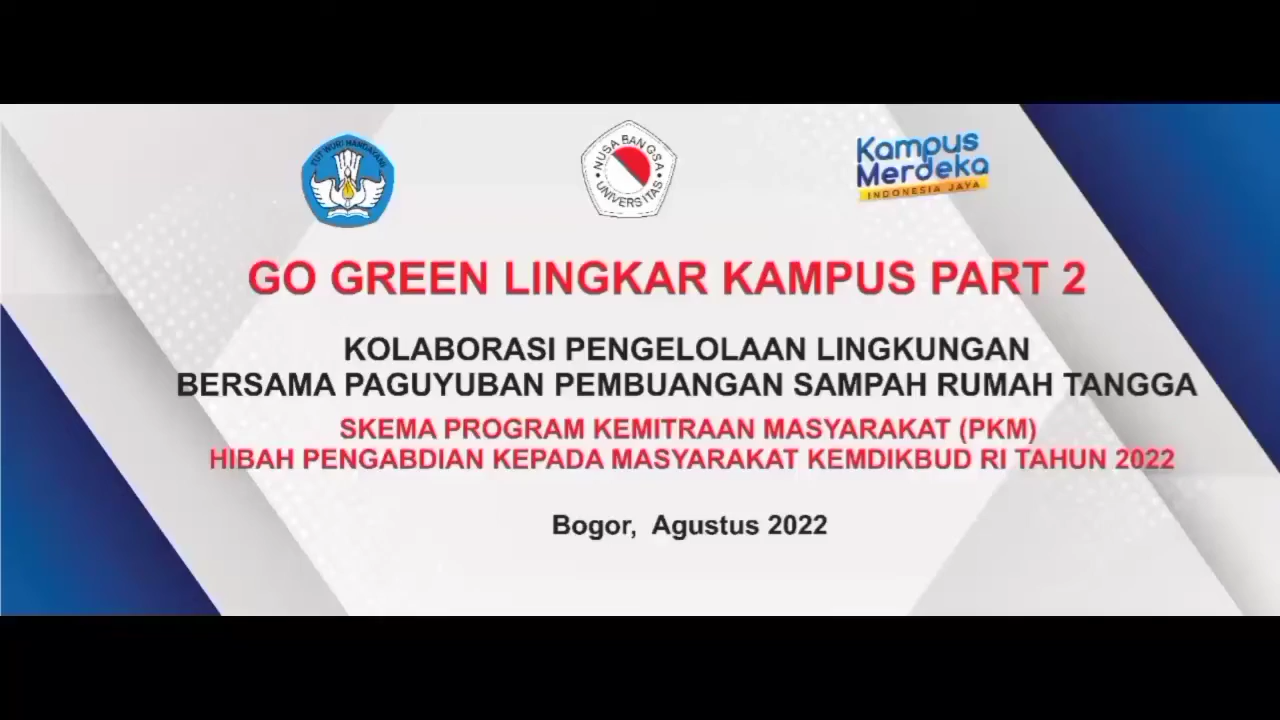 TUT WURI HANDAYANI
NUSA BANGSA
UNIVERSITAS
Kampus
Merdeka
INDONESIA JAYA
GO GREEN LINGKAR KAMPUS PART 2
KOLABORASI PENGELOLAAN LINGKUNGAN
BERSAMA PAGUYUBAN PEMBUANGAN SAMPAH RUMAH TANGGA
SKEMA PROGRAM KEMITRAAN MASYARAKAT (PKM)
HIBAH PENGABDIAN KEPADA MASYARAKAT KEMDIKBUD RI TAHUN 2022
Bogor, Agustus 2022